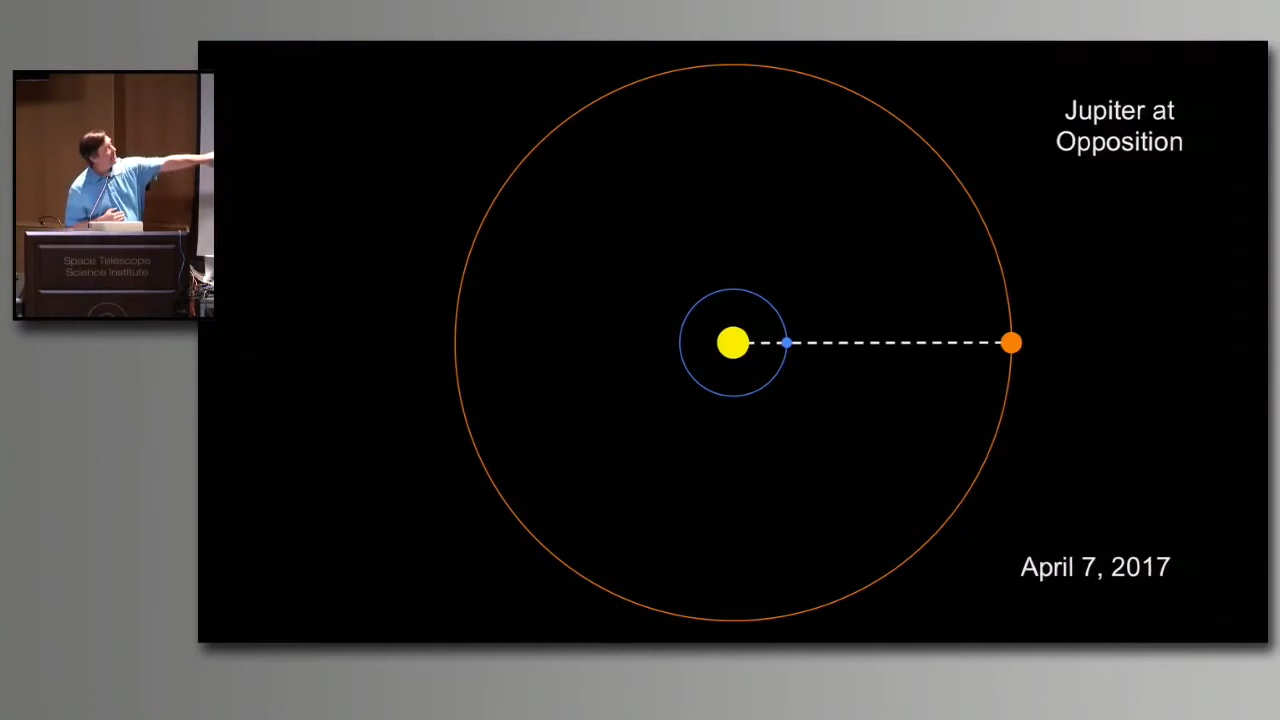 Jupiter at
Opposition
Space Telescope
Science Institute
April 7, 2017